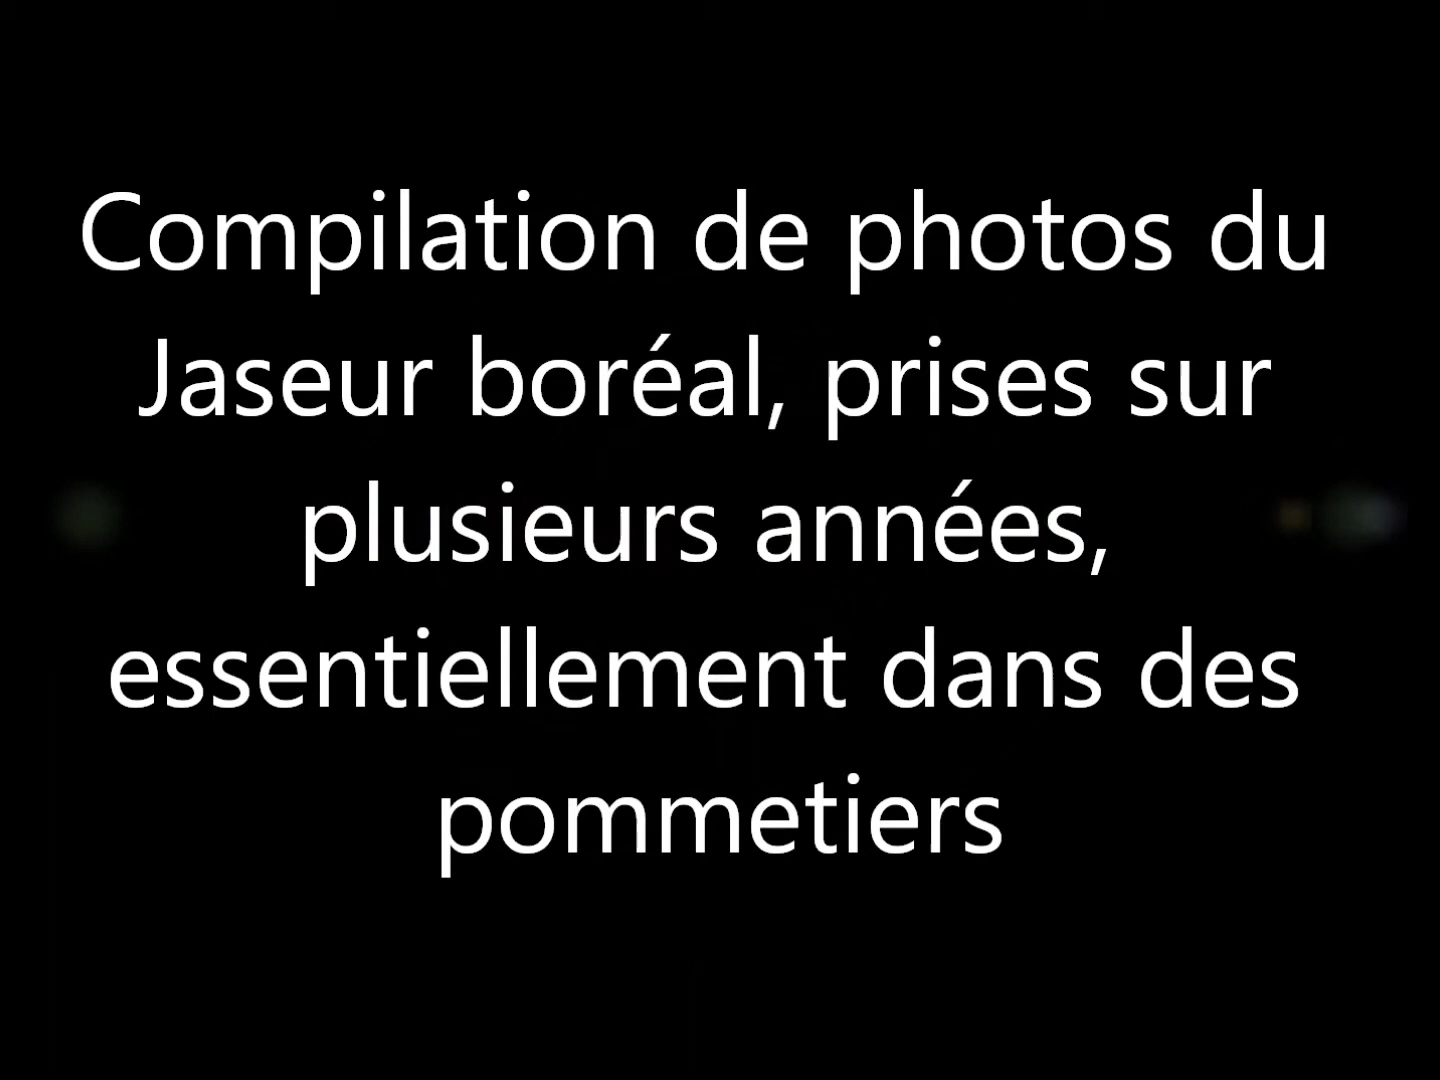 Compilation de photos du
Jaseur boréal, prises sur
plusieurs années,
essentiellement dans des
pommetiers